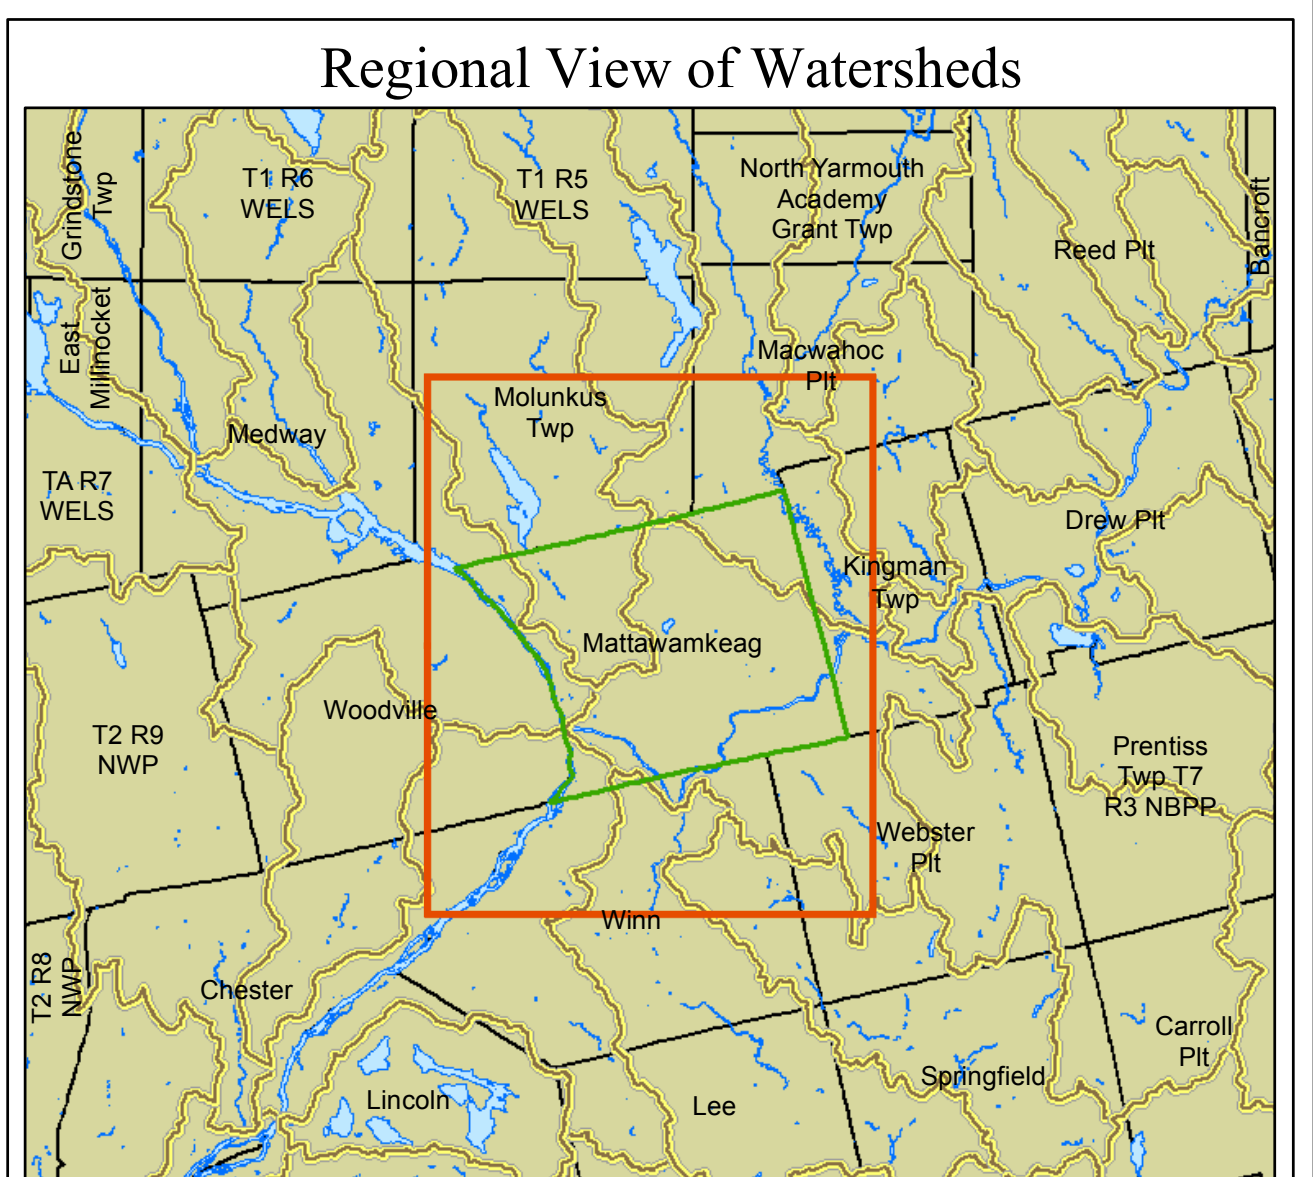 Regional View of Watersheds
Grindstone
Twp
T1 R6
WELS
T1 R5
WELS
North Yarmouth
Academy
Grant Twp
Reed Plt
Bancroft
East
Millinocket
Macwahoc
Plt
Molunkus
Twp
Medway
TA R7
WELS
Drew Plt
Kingman
Twp
Mattawamkeag
Woodville
T2 R9
NWP
Prentiss
Twp T7
R3 NBPP
Webster
Plt
Winn
T2 R8
NWP
Chester
Carroll
Plt
Springfield
Lincoln
Lee